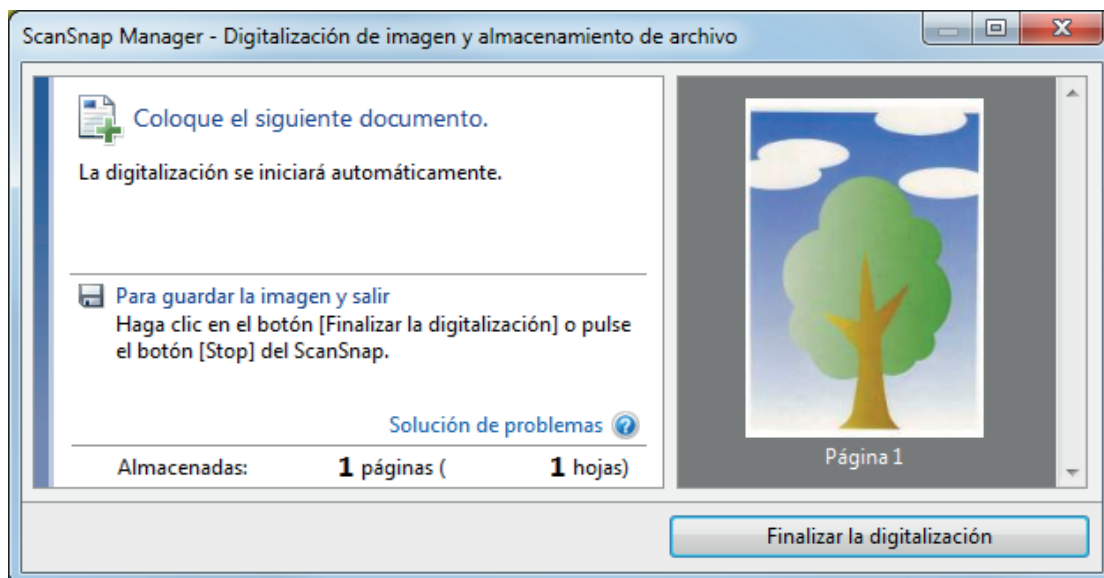 ScanSnap Manager - Digitalización de imagen y almacenamiento de archivo
Coloque el siguiente documento.
La digitalización se iniciará automáticamente.
Para guardar la imagen y salir
Haga clic en el botón [Finalizar la digitalización] o pulse
el botón [Stop] del ScanSnap.
Solución de problemas ?
Almacenadas: 1 páginas ( 1 hojas)
Página 1
Finalizar la digitalización